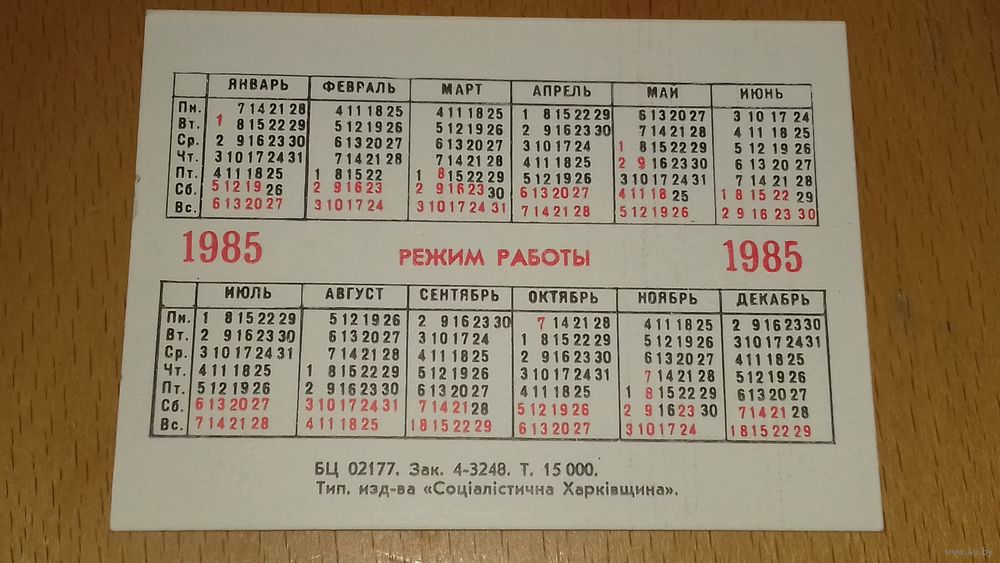 ЯНВАРЬ ФЕВРАЛЬ МАРТ АПРЕЛЬ МАЙ ИЮНЬ
Пн. 7 14 21 28 4 11 18 25 4 11 18 25 1 8 15 22 29 6 13 20 27 3 10 17 24
Вт. 1 8 15 22 29 5 12 19 26 5 12 19 26 2 9 16 23 30 7 14 21 28 4 11 18 25
Ср. 2 9 16 23 30 6 13 20 27 6 13 20 27 3 10 17 24 1 8 15 22 29 5 12 19 26
Чт. 3 10 17 24 31 7 14 21 28 7 14 21 28 4 11 18 25 2 9 16 23 30 6 13 20 27
Пт. 4 11 18 25 1 8 15 22 1 8 15 22 29 5 12 19 26 3 10 17 24 31 7 14 21 28
Сб. 5 12 19 26 2 9 16 23 2 9 16 23 30 6 13 20 27 4 11 18 25 1 8 15 22 29
Вс. 6 13 20 27 3 10 17 24 3 10 17 24 31 7 14 21 28 5 12 19 26 2 9 16 23 30
1985 РЕЖИМ РАБОТЫ 1985
ИЮЛЬ АВГУСТ СЕНТЯБРЬ ОКТЯБРЬ НОЯБРЬ ДЕКАБРЬ
Пн. 1 8 15 22 29 5 12 19 26 2 9 16 23 30 7 14 21 28 4 11 18 25 2 9 16 23 30
Вт. 2 9 16 23 30 6 13 20 27 3 10 17 24 1 8 15 22 29 5 12 19 26 3 10 17 24 31
Ср. 3 10 17 24 31 7 14 21 28 4 11 18 25 2 9 16 23 30 6 13 20 27 4 11 18 25
Чт. 4 11 18 25 1 8 15 22 29 5 12 19 26 3 10 17 24 31 7 14 21 28 5 12 19 26
Пт. 5 12 19 26 2 9 16 23 30 6 13 20 27 4 11 18 25 1 8 15 22 29 6 13 20 27
Сб. 6 13 20 27 3 10 17 24 31 7 14 21 28 5 12 19 26 2 9 16 23 30 7 14 21 28
Вс. 7 14 21 28 4 11 18 25 1 8 15 22 29 6 13 20 27 3 10 17 24 1 8 15 22 29
БЦ 02177. Зак. 4-3248. Т. 15 000.
Тип. изд-ва «Соціалістична Харківщина».
www.ay.by